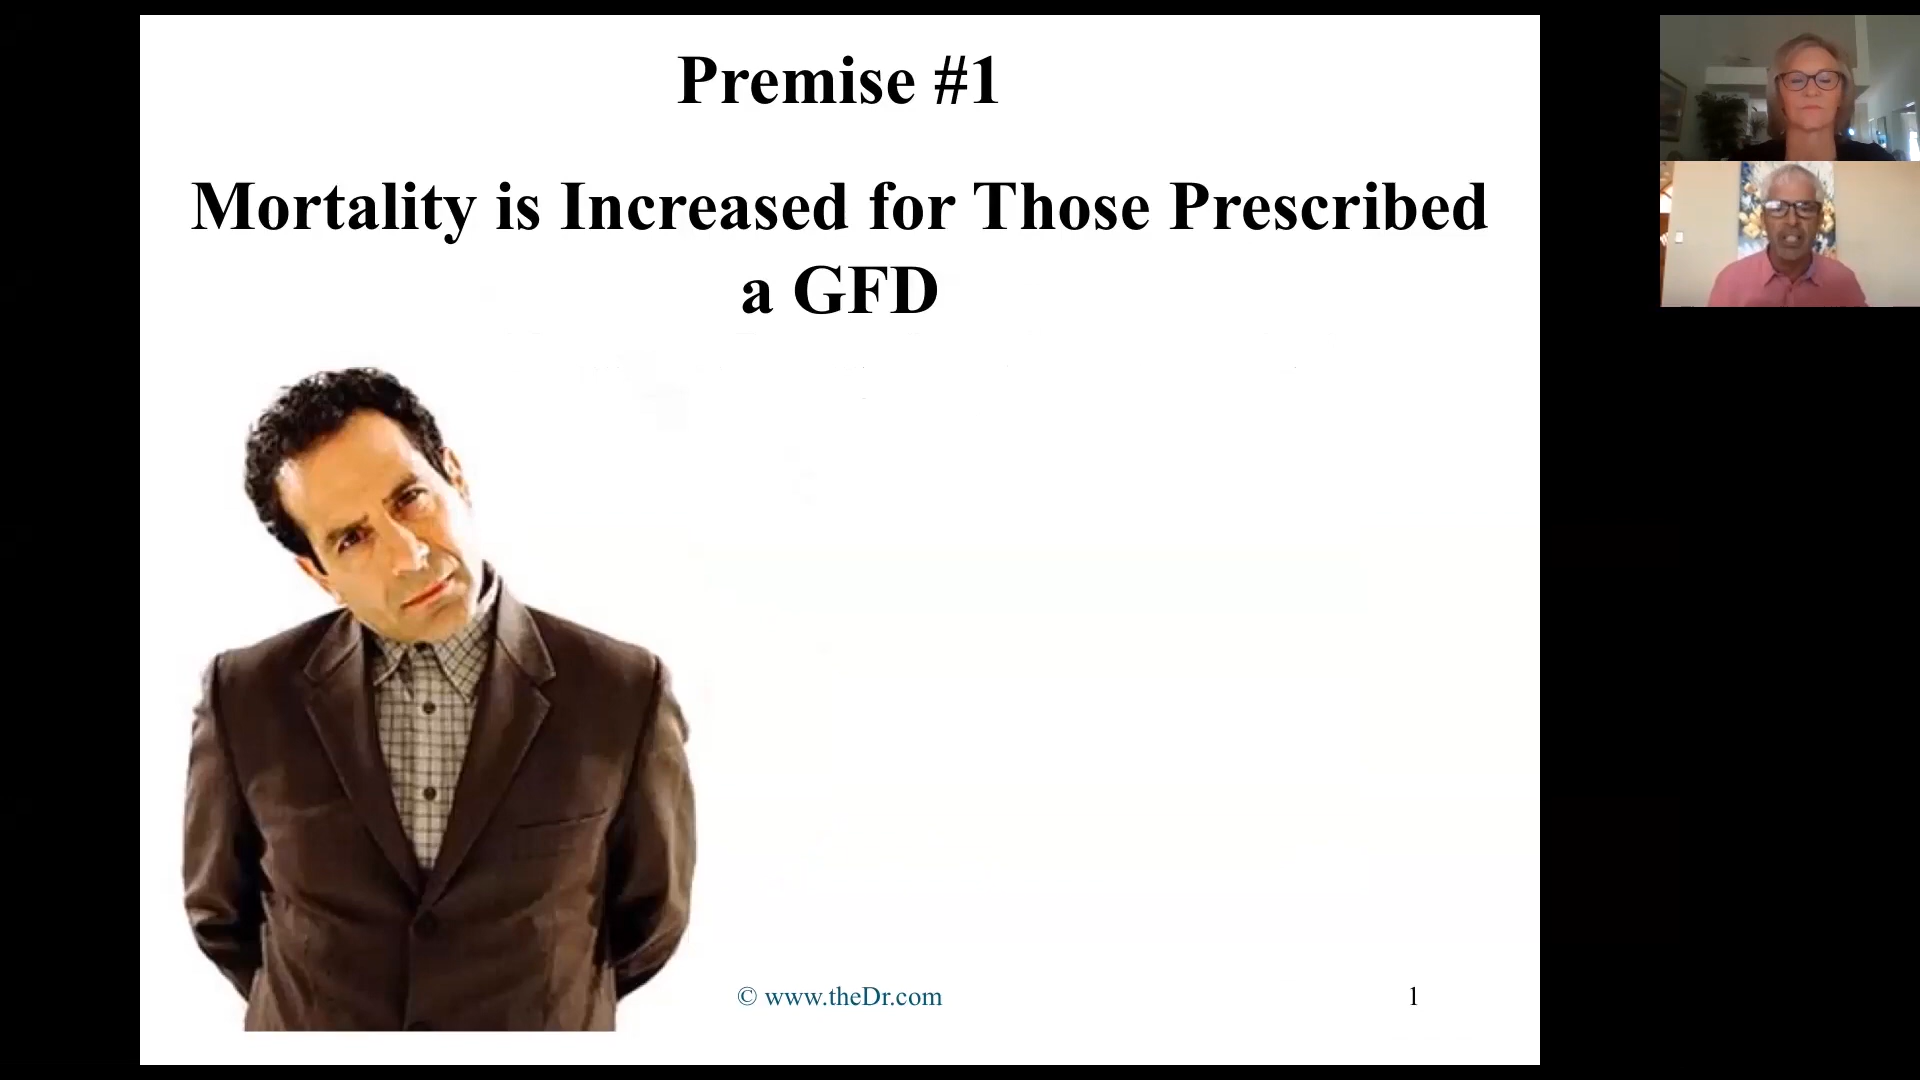 Premise #1
Mortality is Increased for Those Prescribed
a GFD
© www.theDr.com
1